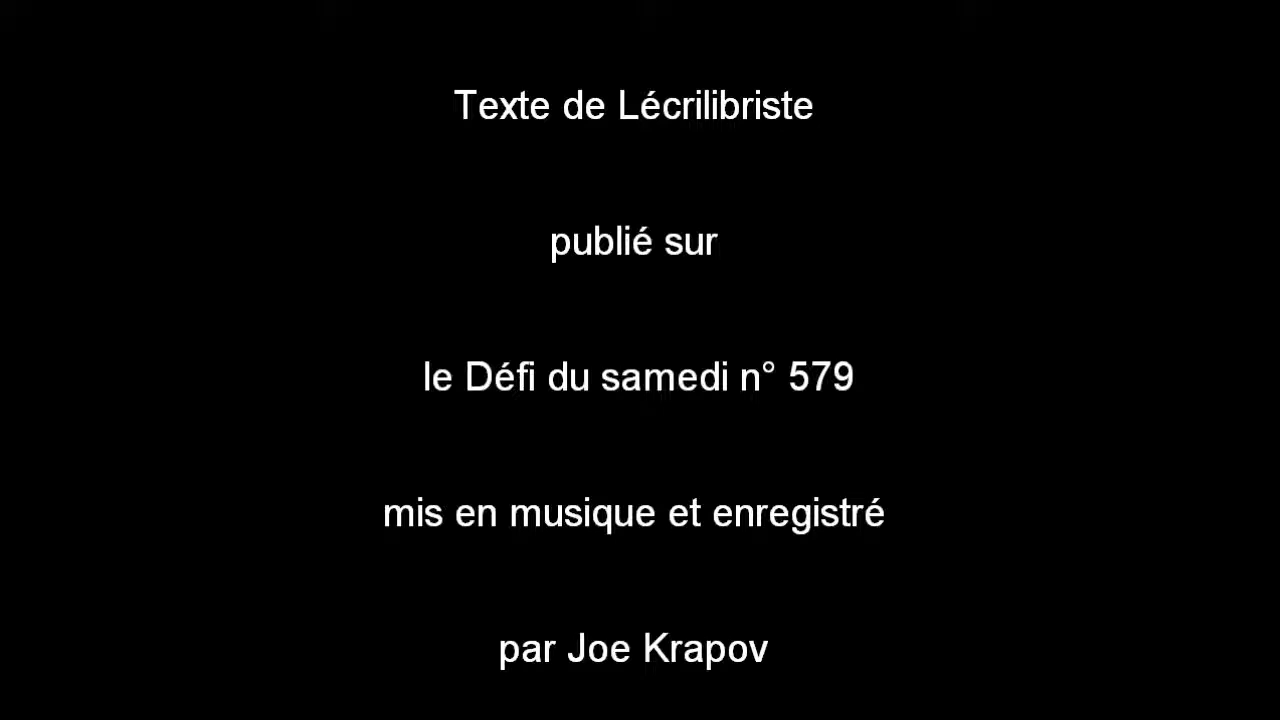 Texte de Lécrilibriste
publié sur
le Défi du samedi n° 579
mis en musique et enregistré
par Joe Krapov